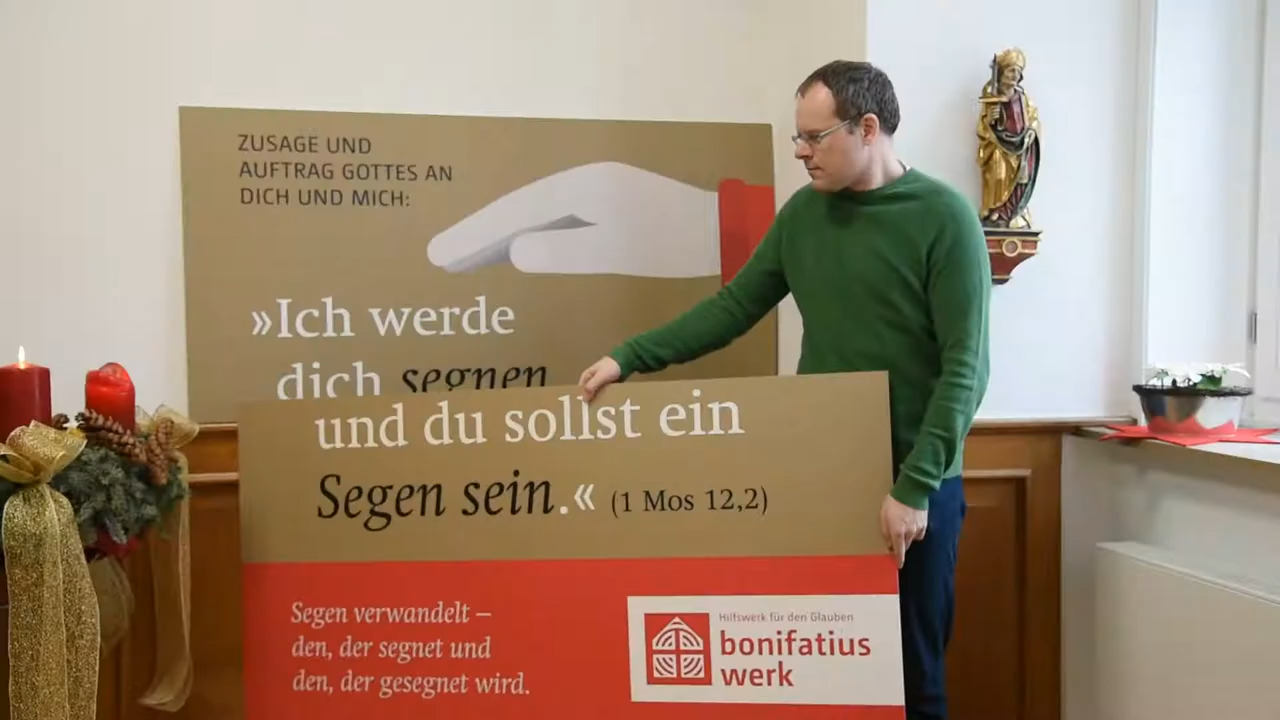 ZUSAGE UND
AUFTRAG GOTTES AN
DICH UND MICH:
»Ich werde
dich segnen
und du sollst ein
Segen sein.« (1 Mos 12,2)
Segen verwandelt –
den, der segnet und
den, der gesegnet wird.
Hilfswerk für den Glauben
bonifatius
werk